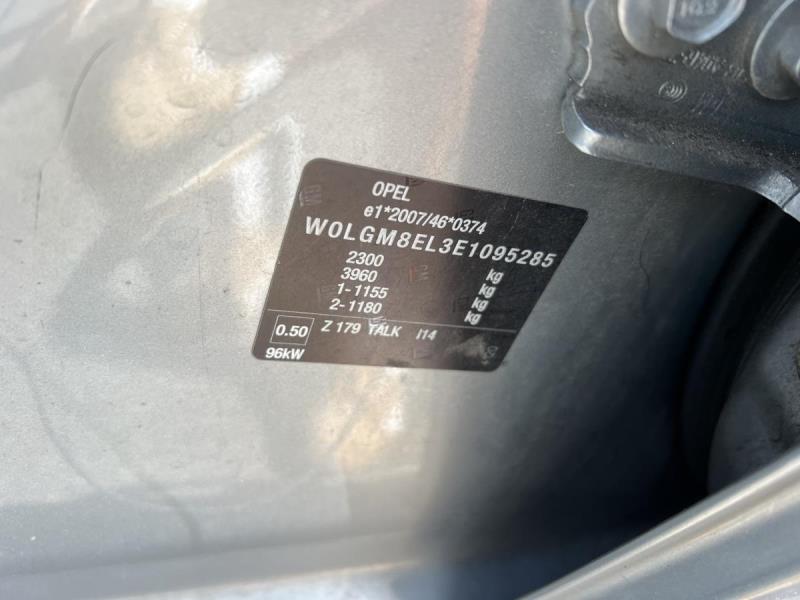 OPEL
e1*2007/46*0374
W0LGM8EL3E1095285
2300 kg
3960 kg
1-1155 kg
2-1180 kg
0.50 Z 179 TALK I14
96kW